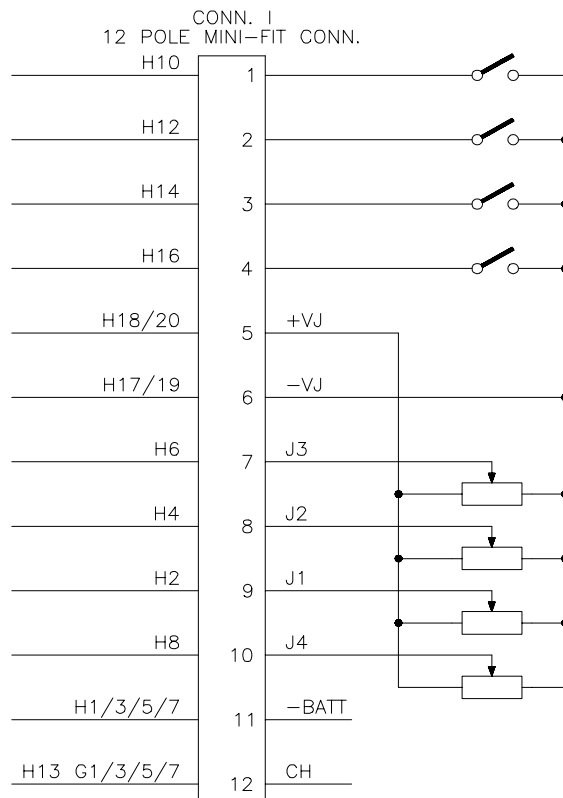 CONN. I
12 POLE MINI-FIT CONN.
H10 1
H12 2
H14 3
H16 4
H18/20 5 +VJ
H17/19 6 -VJ
H6 7 J3
H4 8 J2
H2 9 J1
H8 10 J4
H1/3/5/7 11 -BATT
H13 G1/3/5/7 12 CH